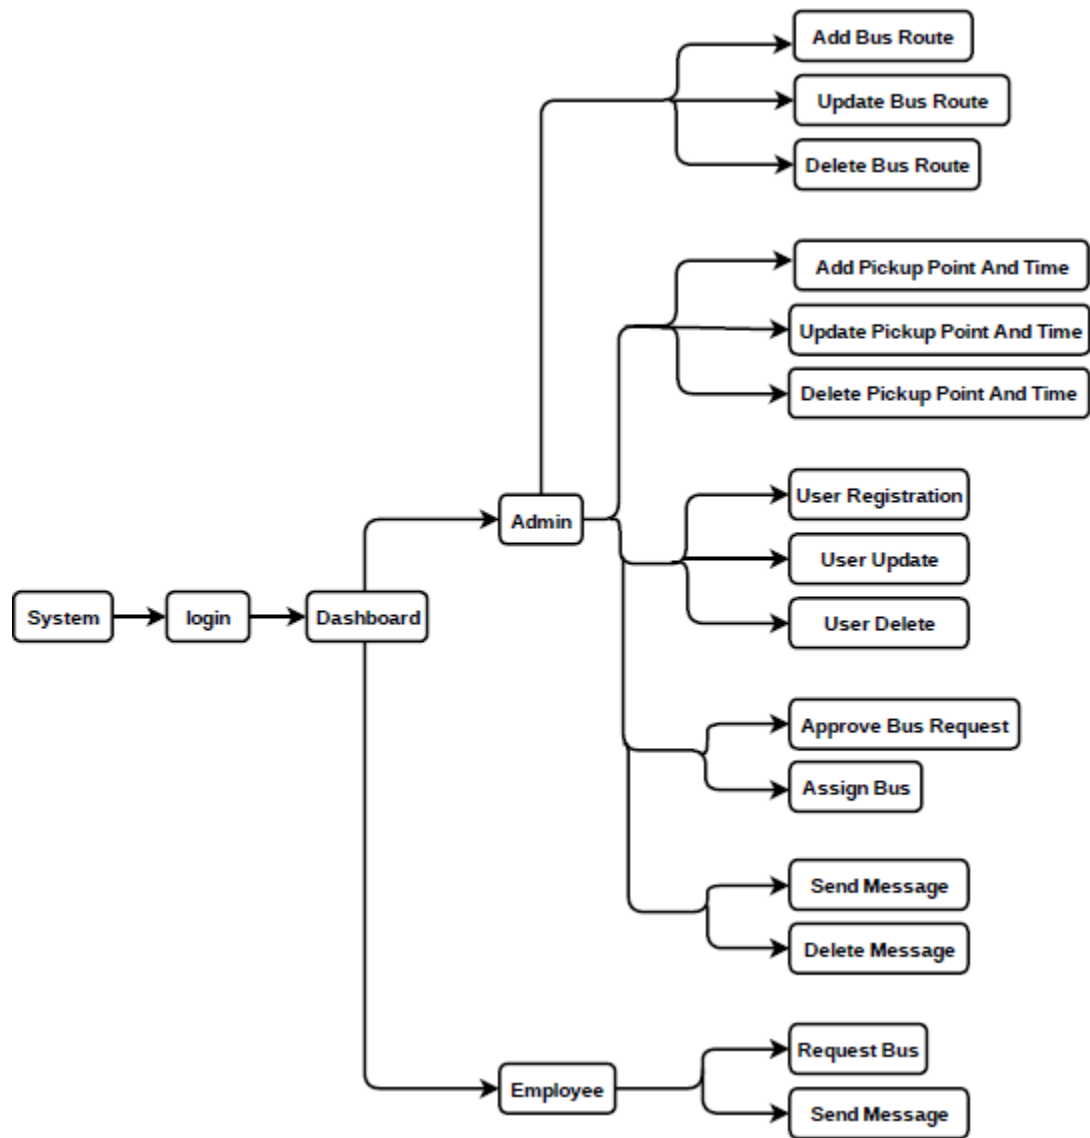 Add Bus Route
Update Bus Route
Delete Bus Route
Add Pickup Point And Time
Update Pickup Point And Time
Delete Pickup Point And Time
Admin
User Registration
User Update
User Delete
System
login
Dashboard
Approve Bus Request
Assign Bus
Send Message
Delete Message
Employee
Request Bus
Send Message